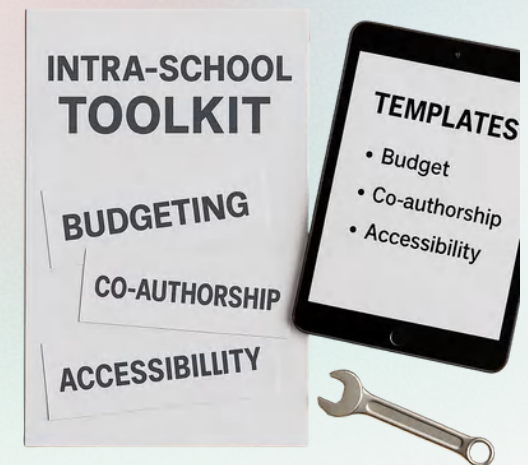 INTRA-SCHOOL
TOOLKIT
BUDGETING
CO-AUTHORSHIP
ACCESSIBILLITY
TEMPLATES
• Budget
• Co-authorship
• Accessibility